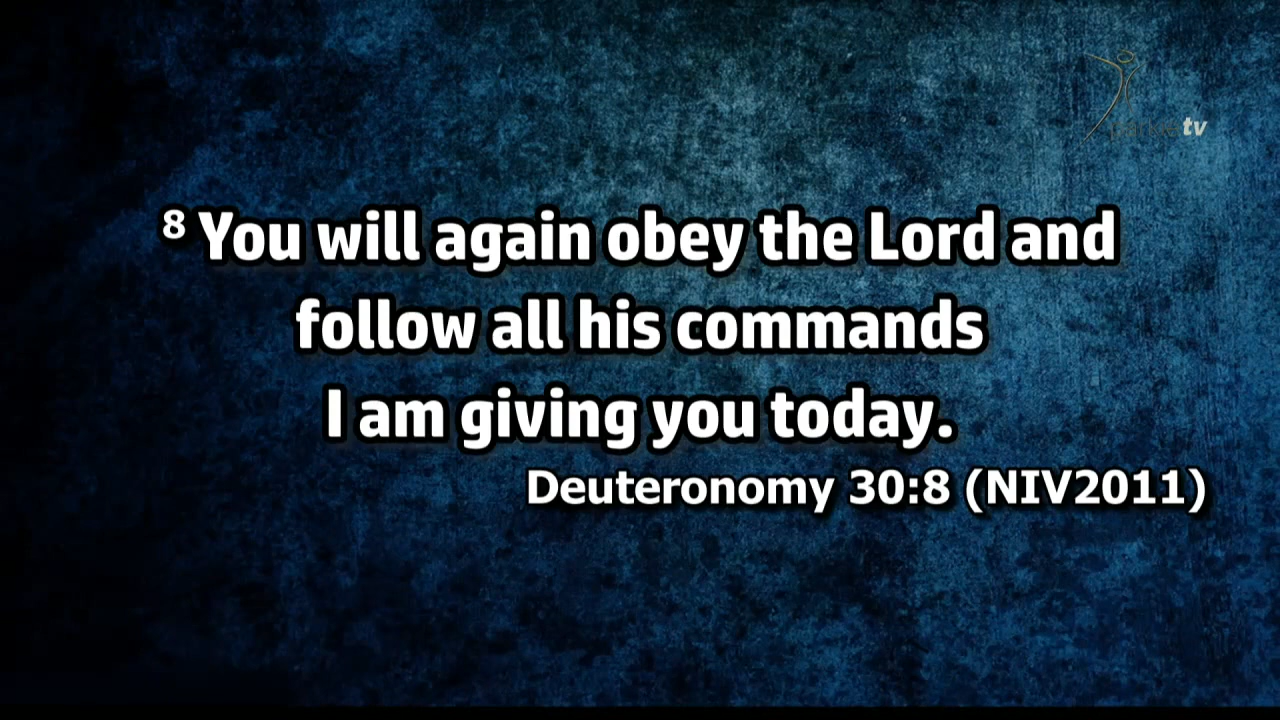 tv
⁸ You will again obey the Lord and
follow all his commands
I am giving you today.
Deuteronomy 30:8 (NIV2011)